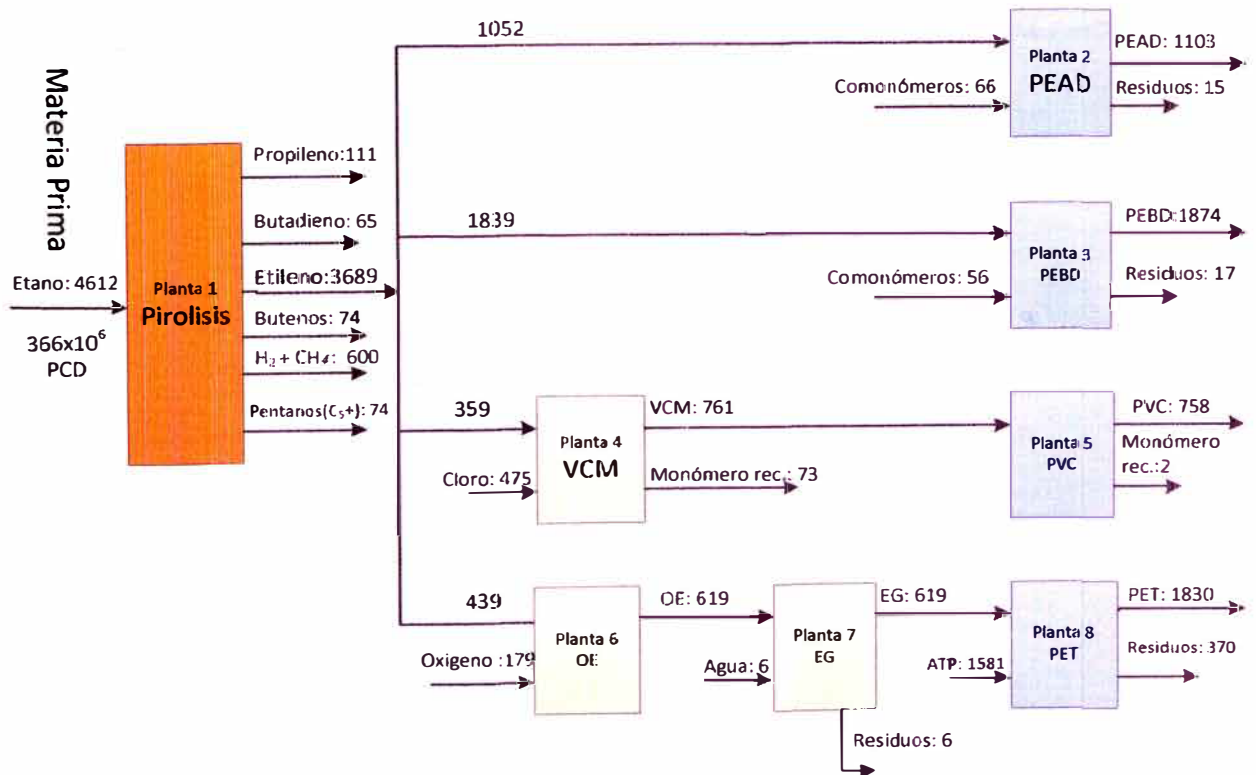 Materia Prima
Etano: 4612
366x10⁶
PCD
Planta 1
Pirolisis
Propileno:111
Butadieno: 65
Etileno:3689
Butenos: 74
H₂ + CH₄: 600
Pentanos(C₅+): 74
1052
Comonómeros: 66
Planta 2
PEAD
PEAD: 1103
Residuos: 15
1839
Comonómeros: 56
Planta 3
PEBD
PEBD:1874
Residuos: 17
359
Cloro: 475
Planta 4
VCM
VCM: 761
Monómero rec.: 73
Planta 5
PVC
PVC: 758
Monómero
rec.:2
439
Oxigeno :179
Planta 6
OE
OE: 619
Agua: 6
Planta 7
EG
EG: 619
Residuos: 6
ATP: 1581
Planta 8
PET
PET: 1830
Residuos: 370